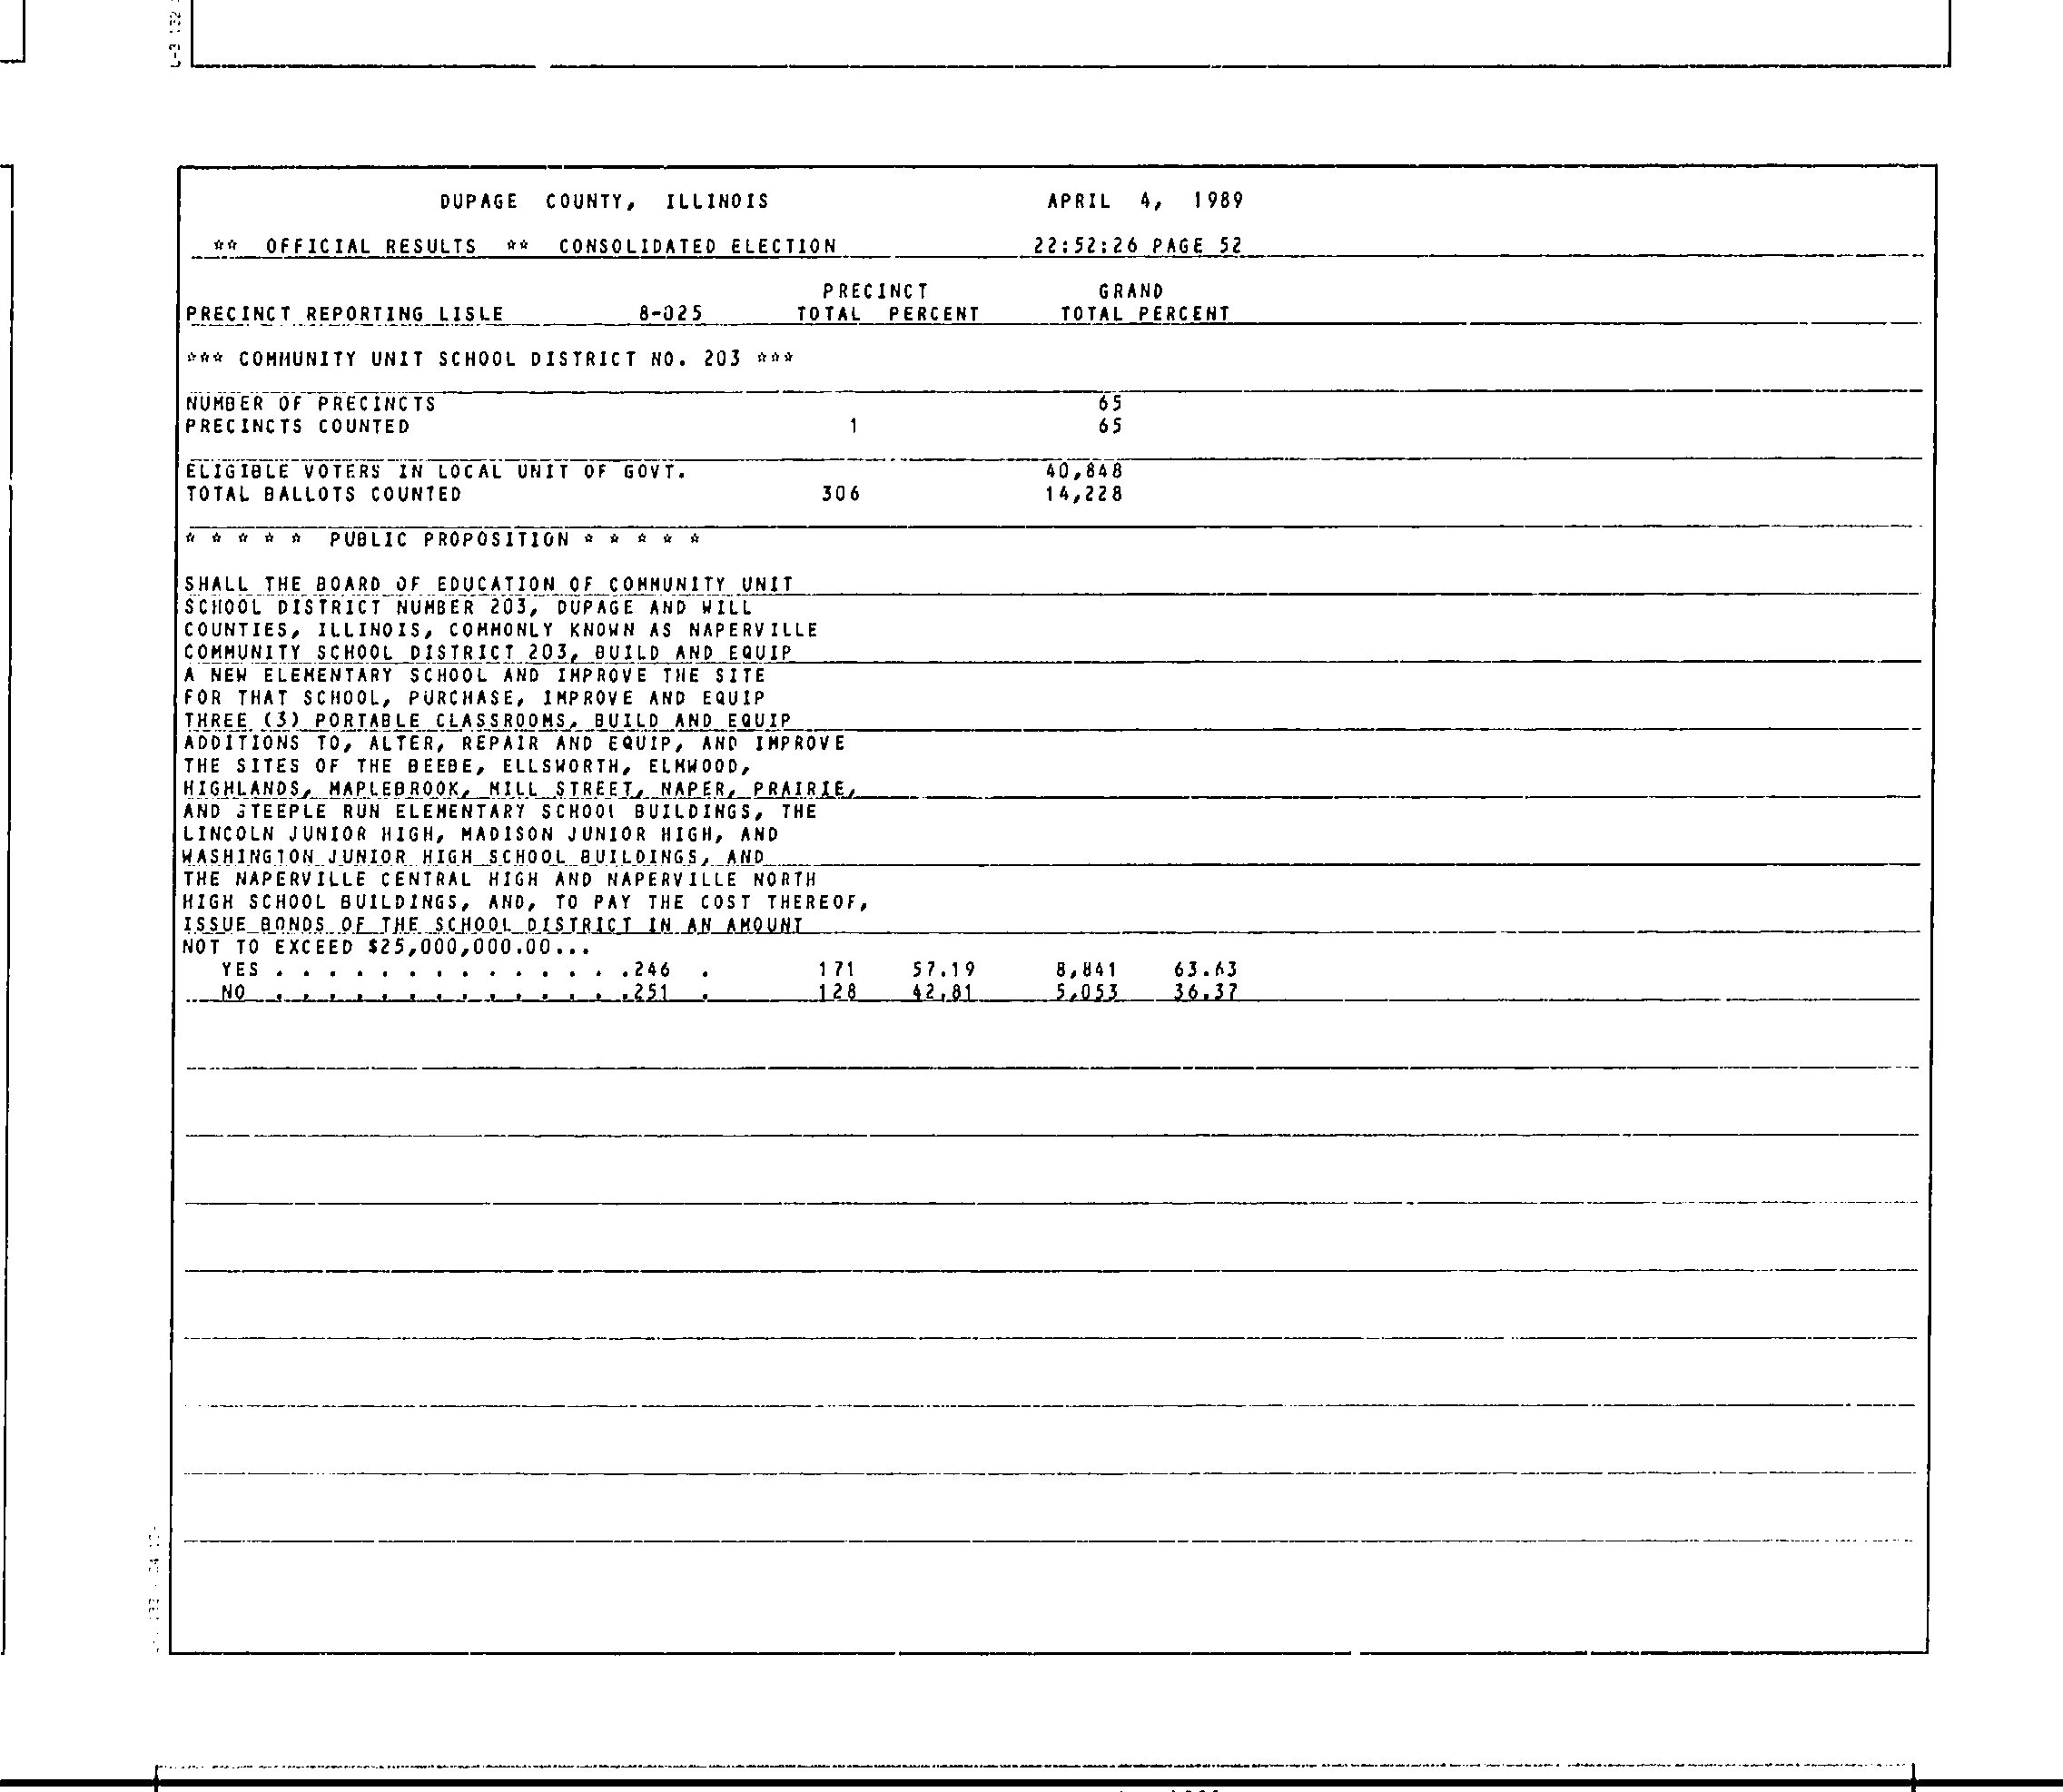 DUPAGE COUNTY, ILLINOIS APRIL 4, 1989
** OFFICIAL RESULTS ** CONSOLIDATED ELECTION 22:52:26 PAGE 52
PRECINCT GRAND
PRECINCT REPORTING LISLE 8-025 TOTAL PERCENT TOTAL PERCENT
*** COMMUNITY UNIT SCHOOL DISTRICT NO. 203 ***
NUMBER OF PRECINCTS 65
PRECINCTS COUNTED 1 65
ELIGIBLE VOTERS IN LOCAL UNIT OF GOVT. 40,848
TOTAL BALLOTS COUNTED 306 14,228
* * * * * PUBLIC PROPOSITION * * * * *
SHALL THE BOARD OF EDUCATION OF COMMUNITY UNIT
SCHOOL DISTRICT NUMBER 203, DUPAGE AND WILL
COUNTIES, ILLINOIS, COMMONLY KNOWN AS NAPERVILLE
COMMUNITY SCHOOL DISTRICT 203, BUILD AND EQUIP
A NEW ELEMENTARY SCHOOL AND IMPROVE THE SITE
FOR THAT SCHOOL, PURCHASE, IMPROVE AND EQUIP
THREE (3) PORTABLE CLASSROOMS, BUILD AND EQUIP
ADDITIONS TO, ALTER, REPAIR AND EQUIP, AND IMPROVE
THE SITES OF THE BEEBE, ELLSWORTH, ELMWOOD,
HIGHLANDS, MAPLEBROOK, MILL STREET, NAPER, PRAIRIE,
AND STEEPLE RUN ELEMENTARY SCHOOL BUILDINGS, THE
LINCOLN JUNIOR HIGH, MADISON JUNIOR HIGH, AND
WASHINGTON JUNIOR HIGH SCHOOL BUILDINGS, AND
THE NAPERVILLE CENTRAL HIGH AND NAPERVILLE NORTH
HIGH SCHOOL BUILDINGS, AND, TO PAY THE COST THEREOF,
ISSUE BONDS OF THE SCHOOL DISTRICT IN AN AMOUNT
NOT TO EXCEED $25,000,000.00...
YES . . . . . . . . . . . . . .246 . 171 57.19 8,841 63.63
NO . . . . . . . . . . . . . .251 . 128 42.81 5,053 36.37